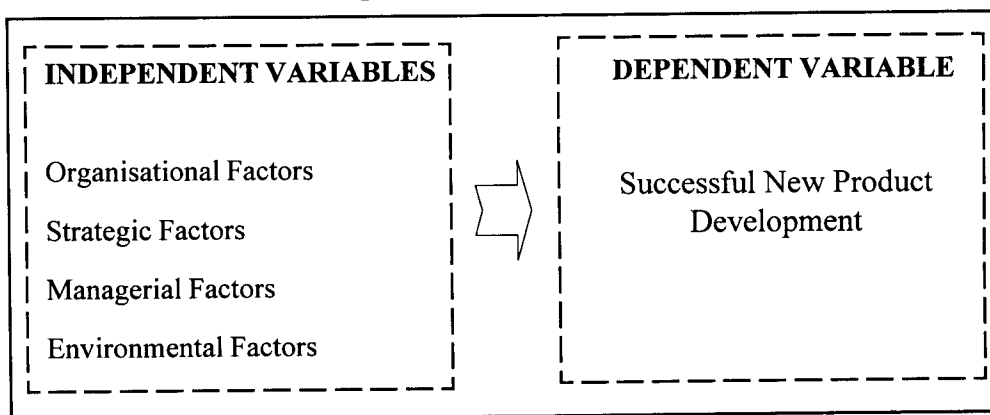 INDEPENDENT VARIABLES
Organisational Factors
Strategic Factors
Managerial Factors
Environmental Factors
DEPENDENT VARIABLE
Successful New Product
Development